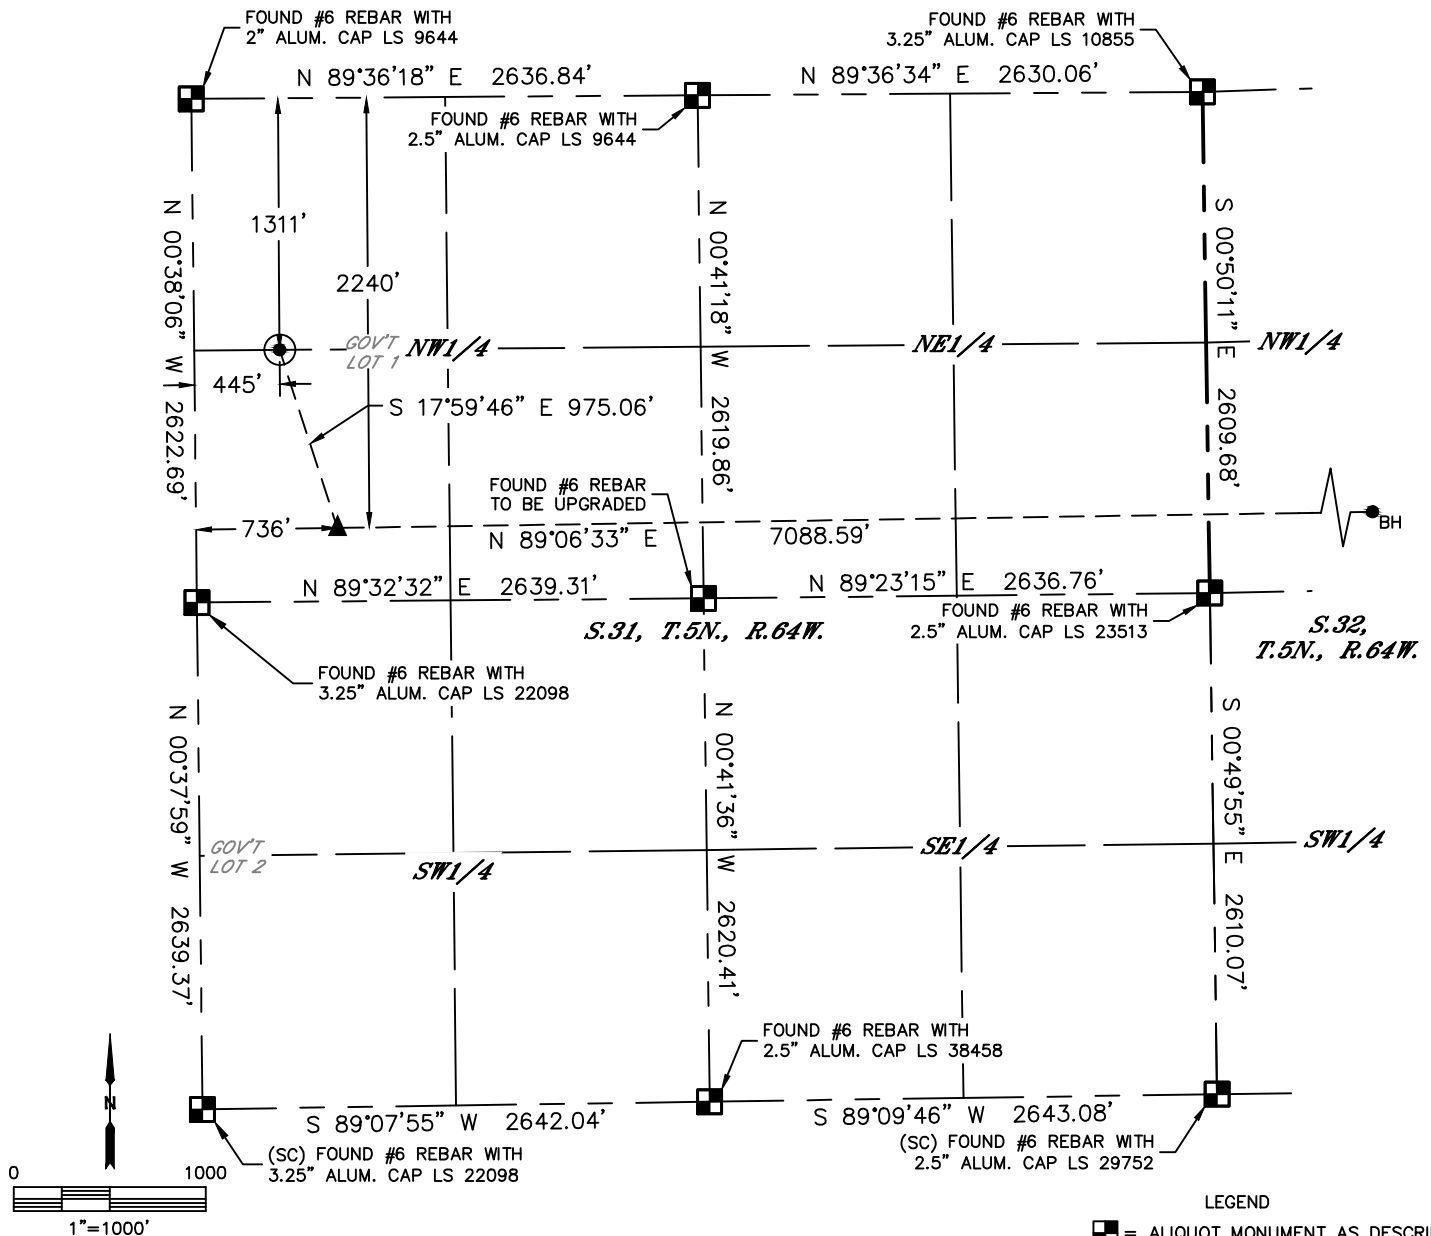 FOUND #6 REBAR WITH
2" ALUM. CAP LS 9644
FOUND #6 REBAR WITH
3.25" ALUM. CAP LS 10855
N 89°36'18" E 2636.84'
N 89°36'34" E 2630.06'
FOUND #6 REBAR WITH
2.5" ALUM. CAP LS 9644
N 00°38'06" W 2622.69'
1311'
2240'
N 00°41'18" W 2619.86'
S 00°50'11" E 2609.68'
GOV'T
LOT 1
NW1/4
NE1/4
NW1/4
445'
S 17°59'46" E 975.06'
FOUND #6 REBAR
TO BE UPGRADED
736'
N 89°06'33" E 7088.59'
BH
N 89°32'32" E 2639.31'
N 89°23'15" E 2636.76'
FOUND #6 REBAR WITH
2.5" ALUM. CAP LS 23513
S.31, T.5N., R.64W.
S.32,
T.5N., R.64W.
FOUND #6 REBAR WITH
3.25" ALUM. CAP LS 22098
N 00°37'59" W 2639.37'
N 00°41'36" W 2620.41'
S 00°49'55" E 2610.07'
GOV'T
LOT 2
SW1/4
SE1/4
SW1/4
FOUND #6 REBAR WITH
2.5" ALUM. CAP LS 38458
N
S 89°07'55" W 2642.04'
S 89°09'46" W 2643.08'
(SC) FOUND #6 REBAR WITH
3.25" ALUM. CAP LS 22098
(SC) FOUND #6 REBAR WITH
2.5" ALUM. CAP LS 29752
0 1000
1"=1000'
LEGEND
= ALIQUOT MONUMENT AS